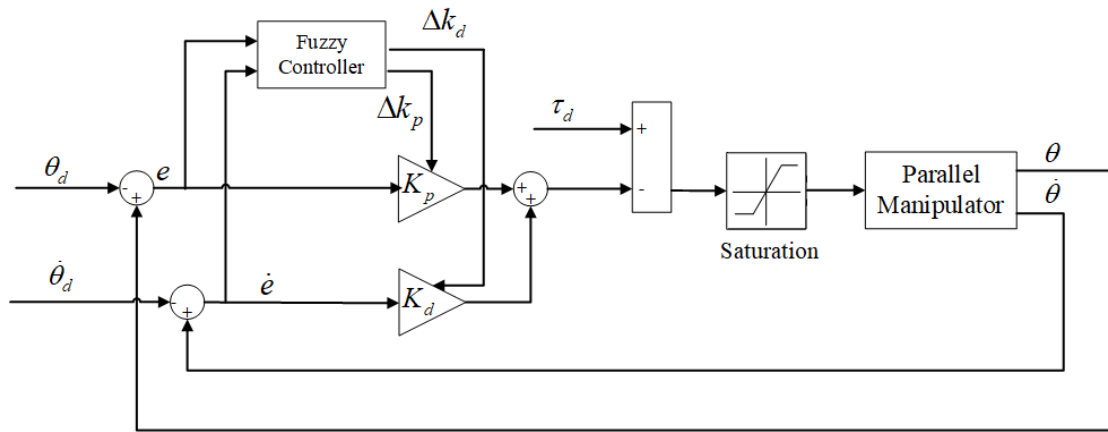 Fuzzy
Controller
Δk_d
Δk_p
τ_d
+
-
θ_d
-
+
e
K_p
+
+
Saturation
Parallel
Manipulator
θ
θ̇
θ̇_d
-
+
ė
K_d